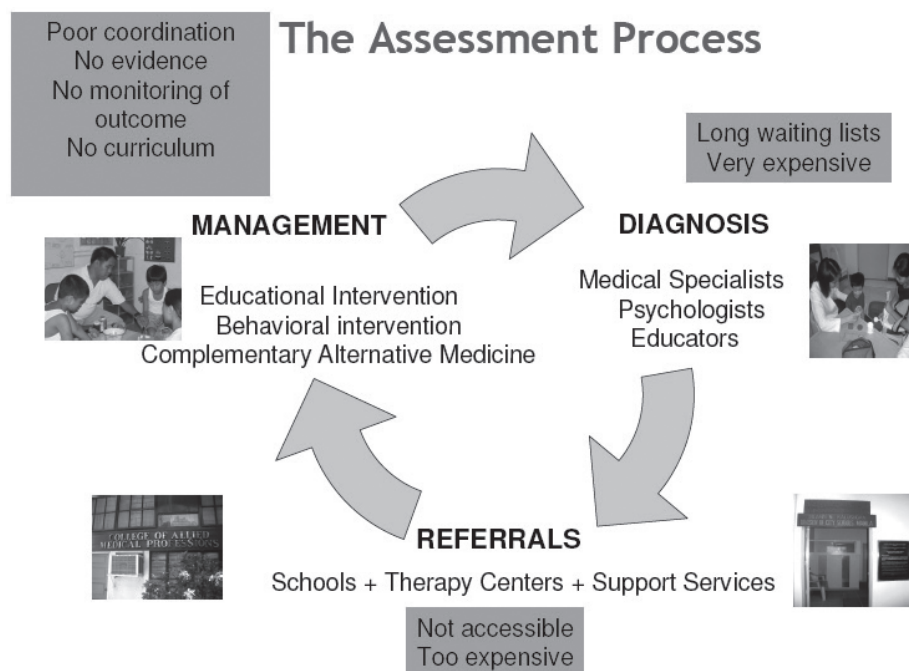 The Assessment Process
Poor coordination
No evidence
No monitoring of
outcome
No curriculum
Long waiting lists
Very expensive
MANAGEMENT
Educational Intervention
Behavioral intervention
Complementary Alternative Medicine
DIAGNOSIS
Medical Specialists
Psychologists
Educators
COLLEGE OF ALLIED
MEDICAL PROFESSIONS
REFERRALS
Schools + Therapy Centers + Support Services
Not accessible
Too expensive